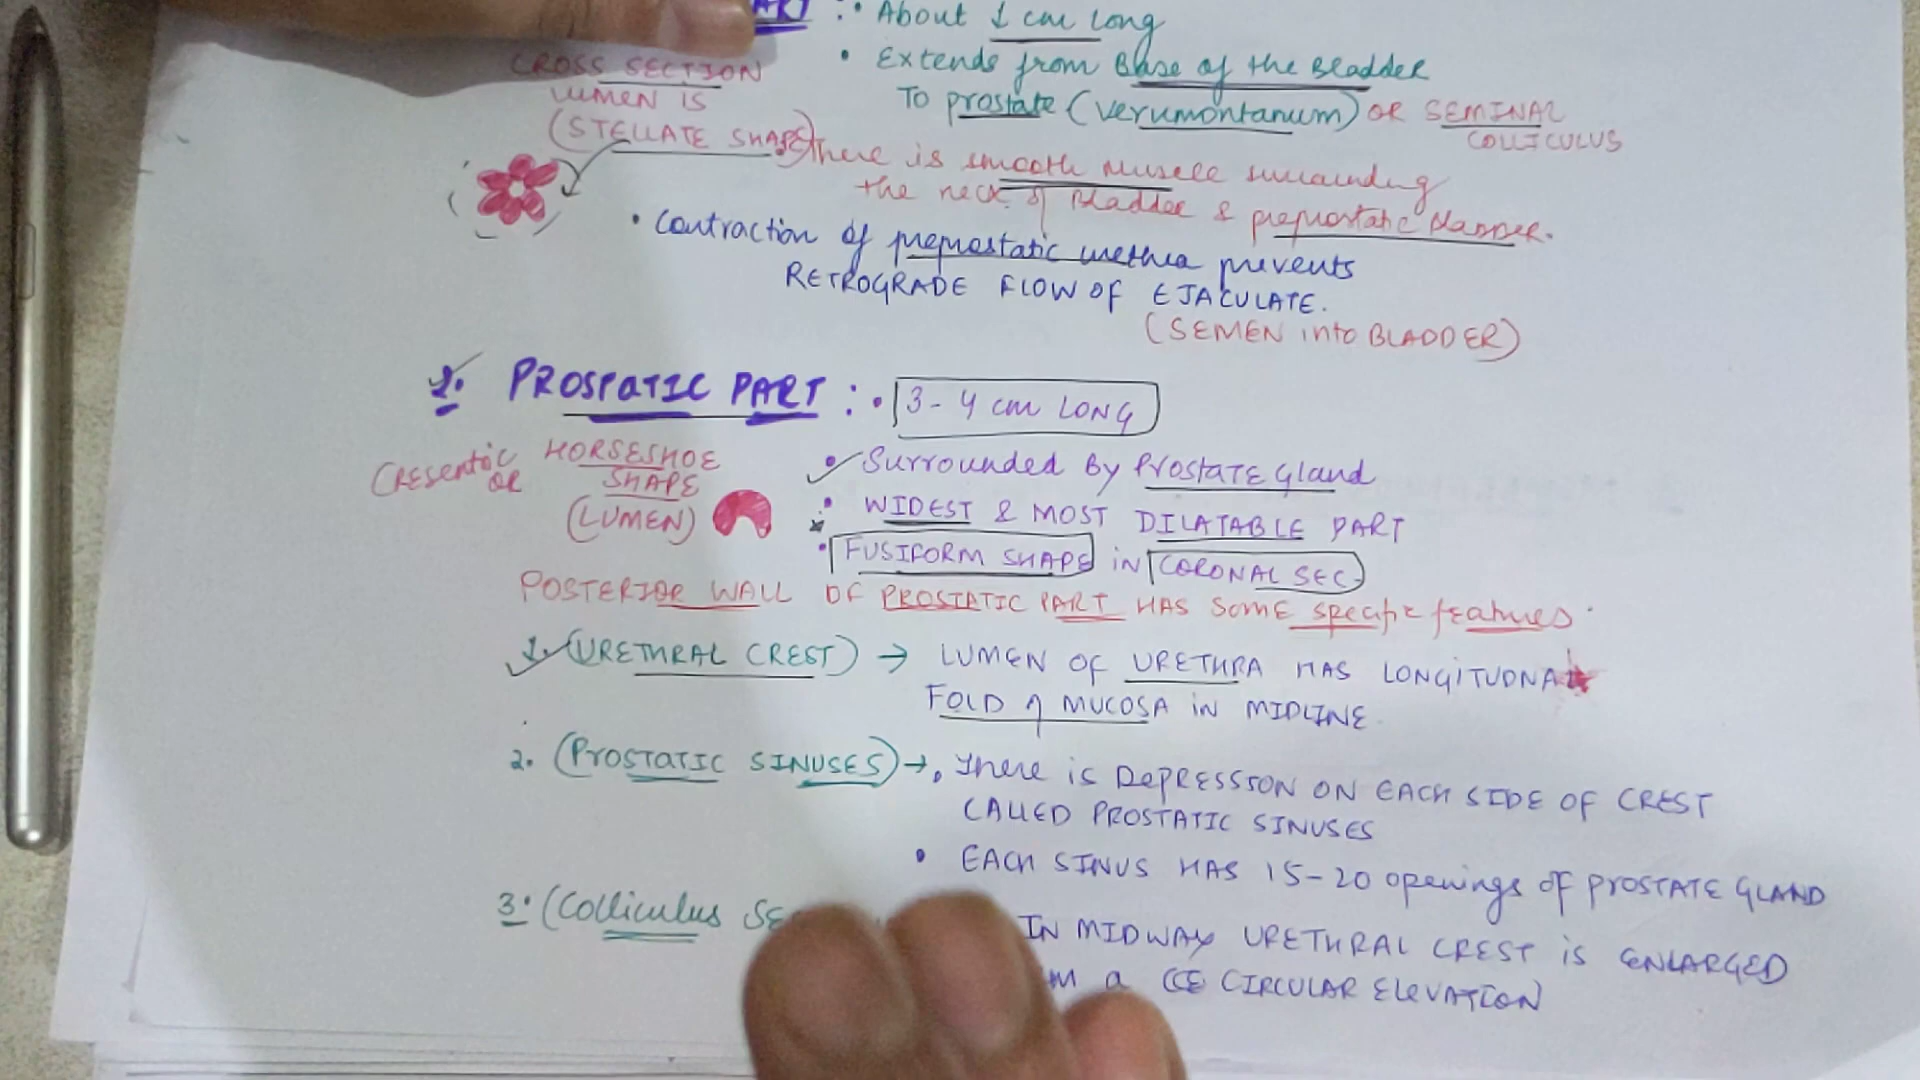 : • About 1 cm long
CROSS SECTION
LUMEN IS
(STELLATE SHAPE)
• Extends from Base of the Bladder
To prostate (verumontanum) OR SEMINAL
COLLICULUS
There is smooth muscle surrounding
the neck of Bladder &
• Contraction of preprostatic urethra prevents
RETROGRADE FLOW OF EJACULATE.
(SEMEN into BLADDER)
2. PROSTATIC PART : • 3-4 cm LONG
CRESENTIC OR HORSESHOE
SHAPE
(LUMEN)
• Surrounded By Prostate Gland
• WIDEST & MOST DILATABLE PART
• FUSIFORM SHAPE in CORONAL SEC
POSTERIOR WALL OF PROSTATIC PART HAS SOME specific features.
1. (URETHRAL CREST) → LUMEN OF URETHRA HAS LONGITUDNAL
FOLD of MUCOSA in MIDLINE
2. (Prostatic SINUSES) → • There is DEPRESSION ON EACH SIDE OF CREST
CALLED PROSTATIC SINUSES
• EACH SINUS HAS 15-20 openings OF PROSTATE GLAND
3. (Colliculus SE
IN MIDWAY URETHRAL CREST is ENLARGED
a CIRCULAR ELEVATION